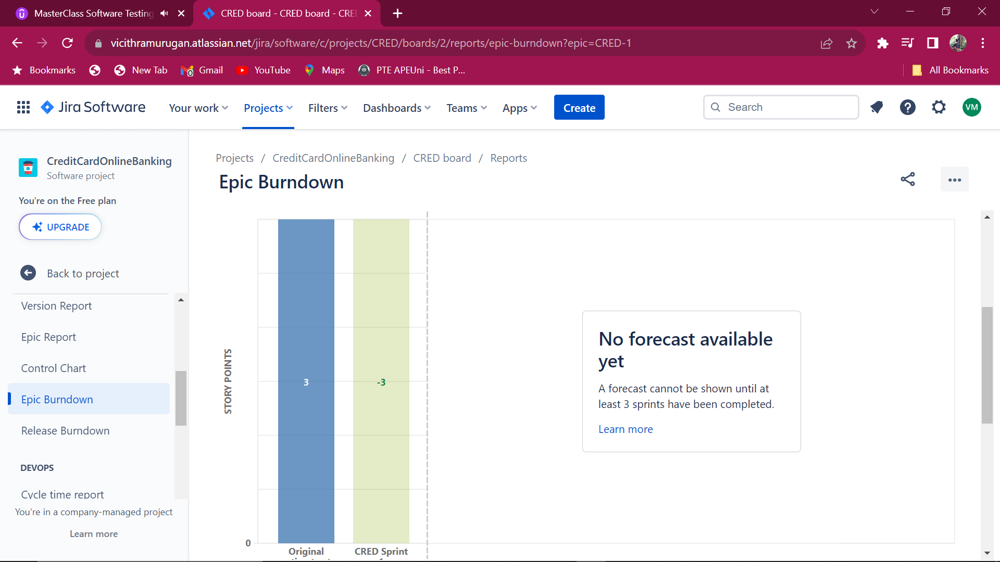 MasterClass Software Testing
CRED board - CRED board - CRED
vicithramurugan.atlassian.net/jira/software/c/projects/CRED/boards/2/reports/epic-burndown?epic=CRED-1
Bookmarks
New Tab
Gmail
YouTube
Maps
PTE APEUni - Best P...
All Bookmarks
Jira Software
Your work
Projects
Filters
Dashboards
Teams
Apps
Create
Search
VM
CreditCardOnlineBanking
Software project
You're on the Free plan
UPGRADE
Back to project
Version Report
Epic Report
Control Chart
Epic Burndown
Release Burndown
DEVOPS
Cycle time report
You're in a company-managed project
Learn more
Projects / CreditCardOnlineBanking / CRED board / Reports
Epic Burndown
STORY POINTS
3
-3
0
Original
CRED Sprint
No forecast available
yet
A forecast cannot be shown until at
least 3 sprints have been completed.
Learn more